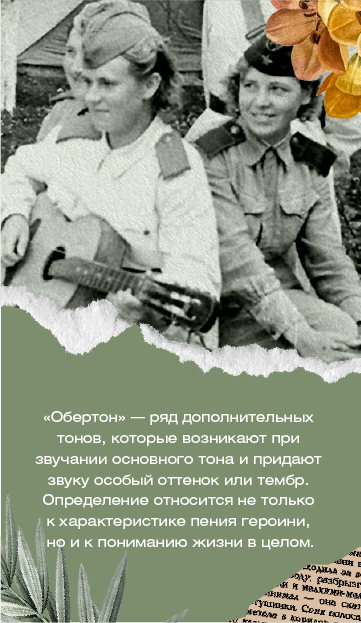 «Обертон» — ряд дополнительных
тонов, которые возникают при
звучании основного тона и придают
звуку особый оттенок или тембр.
Определение относится не только
к характеристике пения героини,
но и к пониманию жизни в целом.